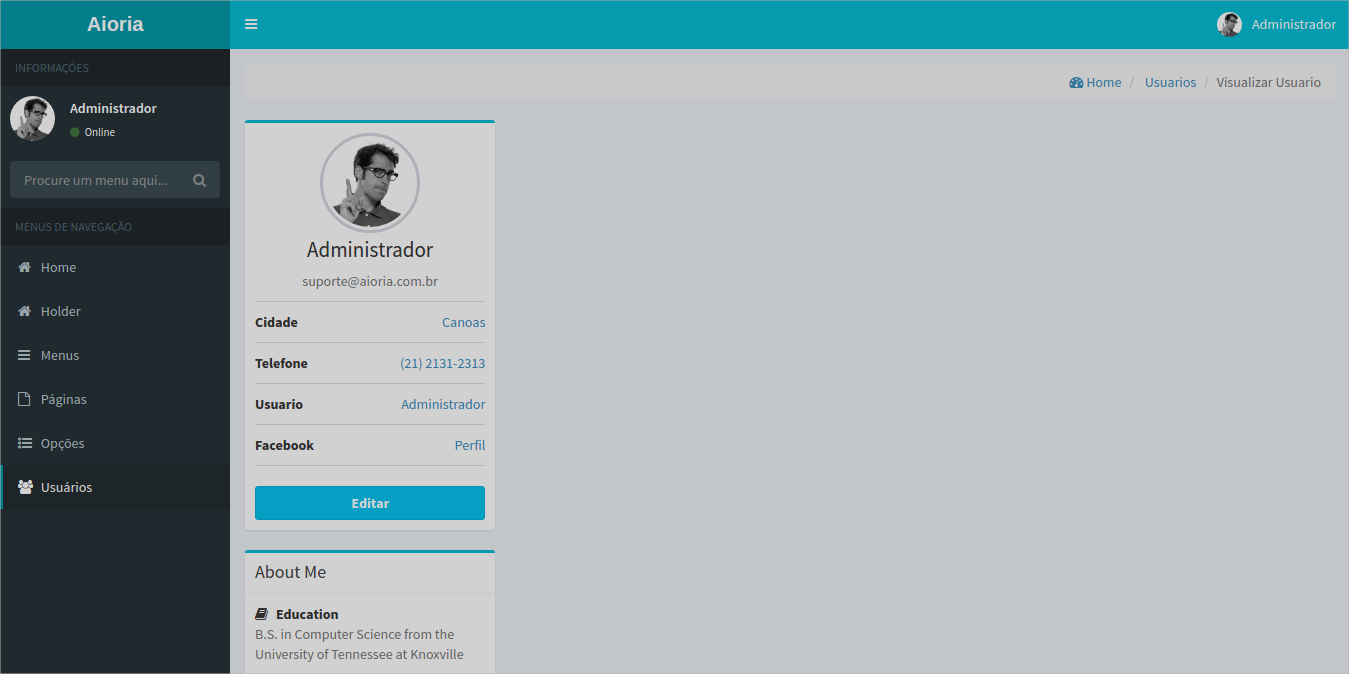 Aioria
Administrador
INFORMAÇÕES
Administrador
Online
Procure um menu aqui...
MENUS DE NAVEGAÇÃO
Home
Holder
Menus
Páginas
Opções
Usuários
Home / Usuarios / Visualizar Usuario
Administrador
suporte@aioria.com.br
Cidade Canoas
Telefone (21) 2131-2313
Usuario Administrador
Facebook Perfil
Editar
About Me
Education
B.S. in Computer Science from the
University of Tennessee at Knoxville